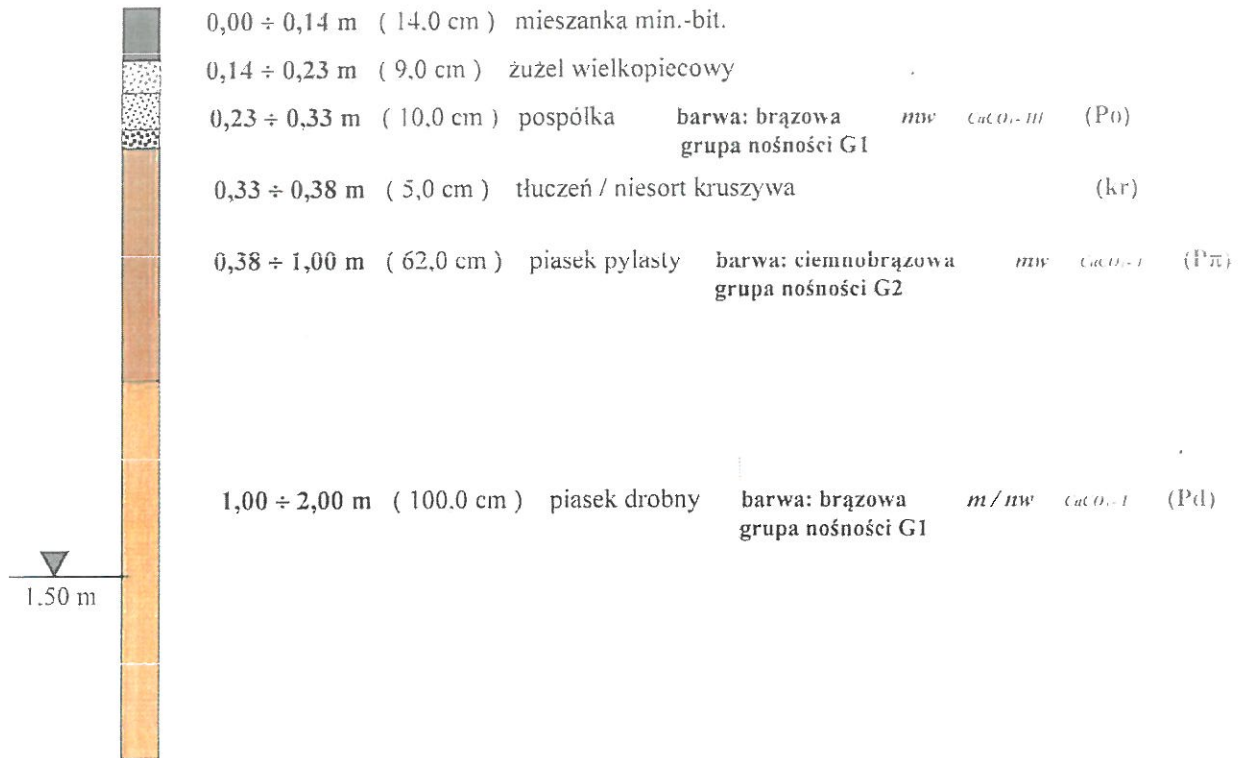 0,00 ÷ 0,14 m ( 14.0 cm ) mieszanka min.-bit.
0,14 ÷ 0,23 m ( 9.0 cm ) żużel wielkopiecowy
0,23 ÷ 0,33 m ( 10.0 cm ) pospółka barwa: brązowa mw CaCO₃- III (Po)
grupa nośności G1
0,33 ÷ 0,38 m ( 5,0 cm ) tłuczeń / niesort kruszywa (kr)
0,38 ÷ 1,00 m ( 62.0 cm ) piasek pylasty barwa: ciemnobrązowa mw CaCO₃- I (Pπ)
grupa nośności G2
1,00 ÷ 2,00 m ( 100.0 cm ) piasek drobny barwa: brązowa m/nw CaCO₃- I (Pd)
grupa nośności G1
1.50 m